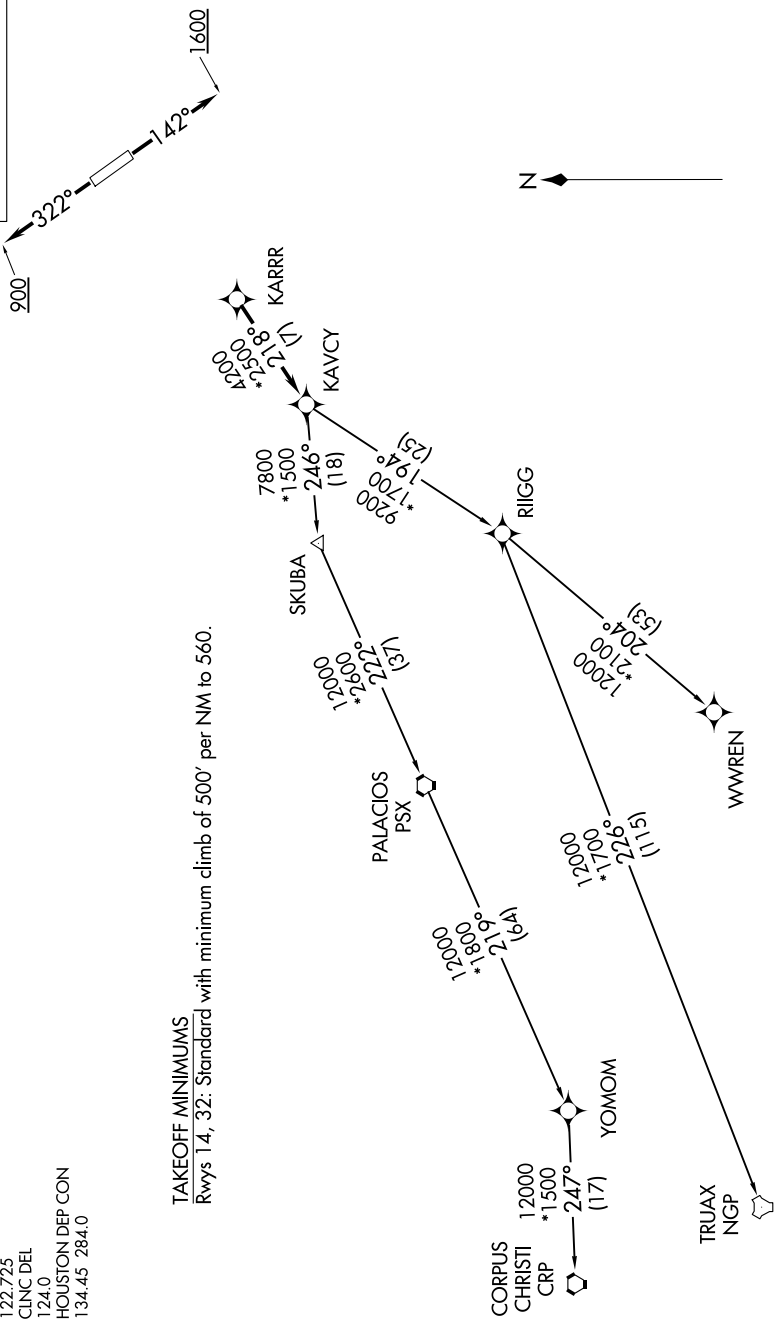 1600
142°
322°
900
N
KARRR
4200
*2500
218°
(7)
KAVCY
7800
*1500
246°
(18)
9200
*1700
194°
(25)
SKUBA
RIIGG
12000
*2600
222°
(37)
12000
*2100
204°
(53)
WWREN
PALACIOS
PSX
12000
*1700
226°
(115)
12000
*1800
219°
(64)
TAKEOFF MINIMUMS
Rwys 14, 32: Standard with minimum climb of 500' per NM to 560.
YOMOM
12000
*1500
247°
(17)
CORPUS
CHRISTI
CRP
TRUAX
NGP
122.725
CLNC DEL
124.0
HOUSTON DEP CON
134.45 284.0